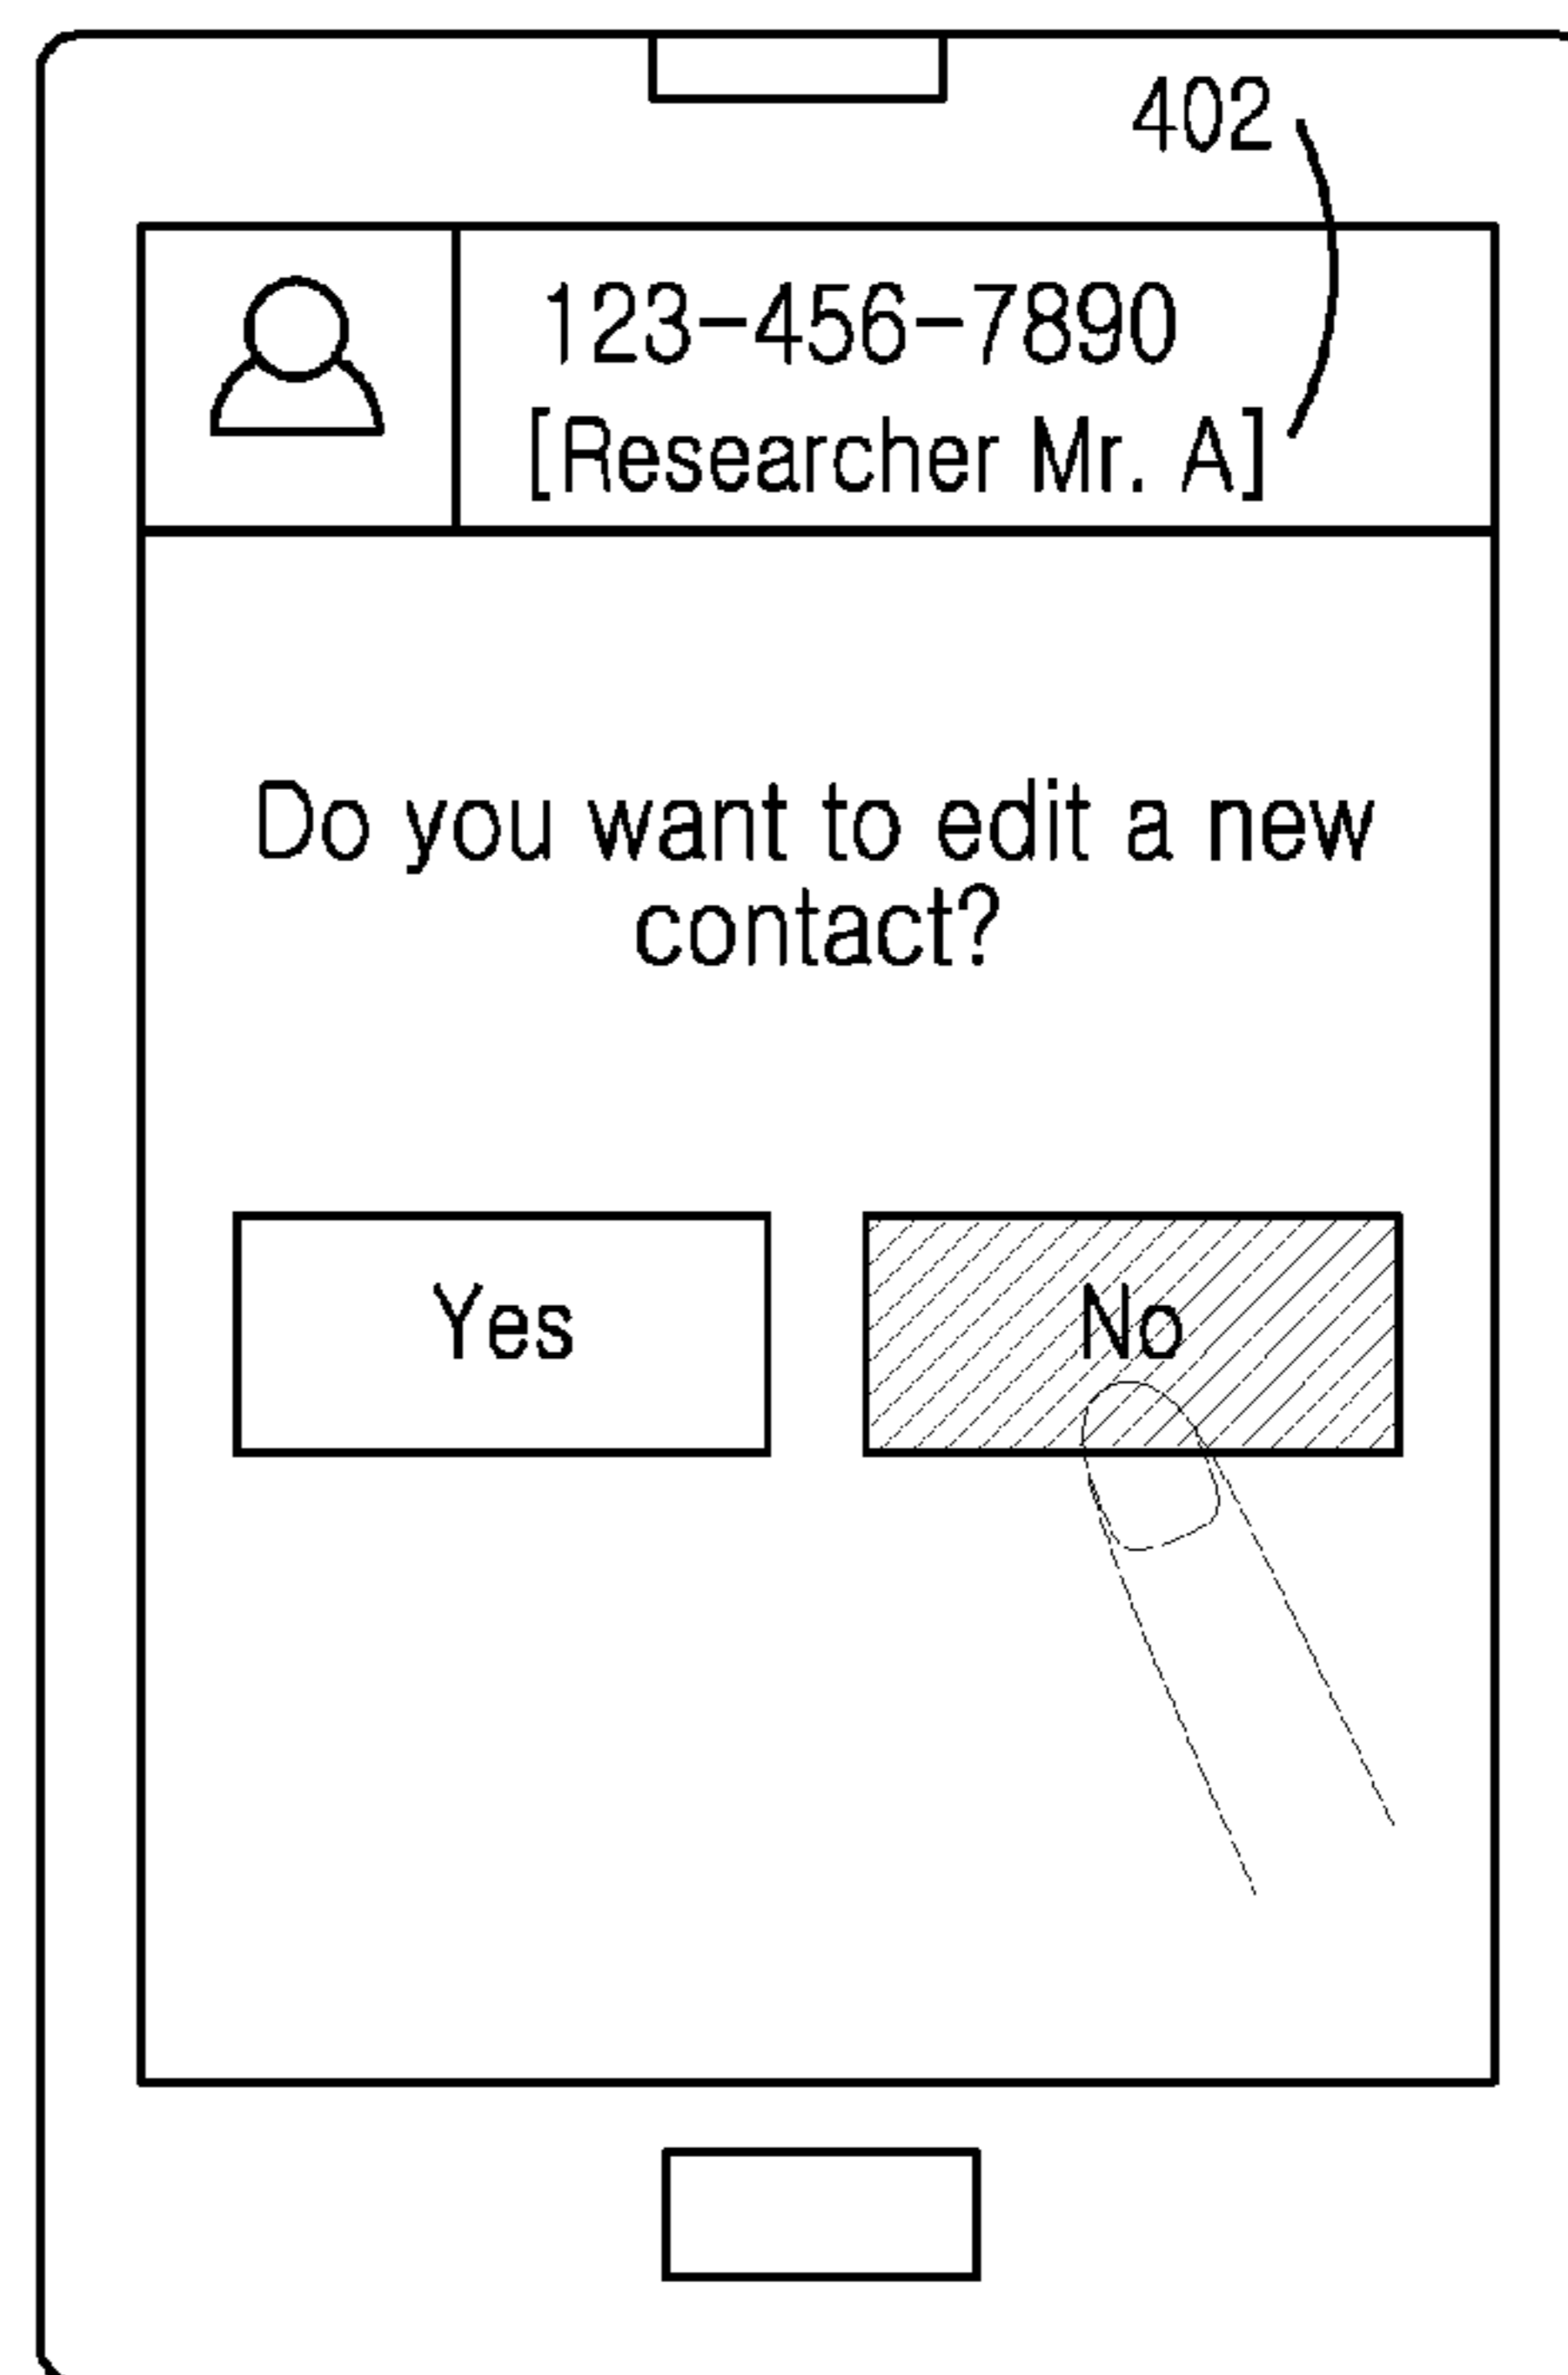 402
123-456-7890
[Researcher Mr. A]
Do you want to edit a new
contact?
Yes
No